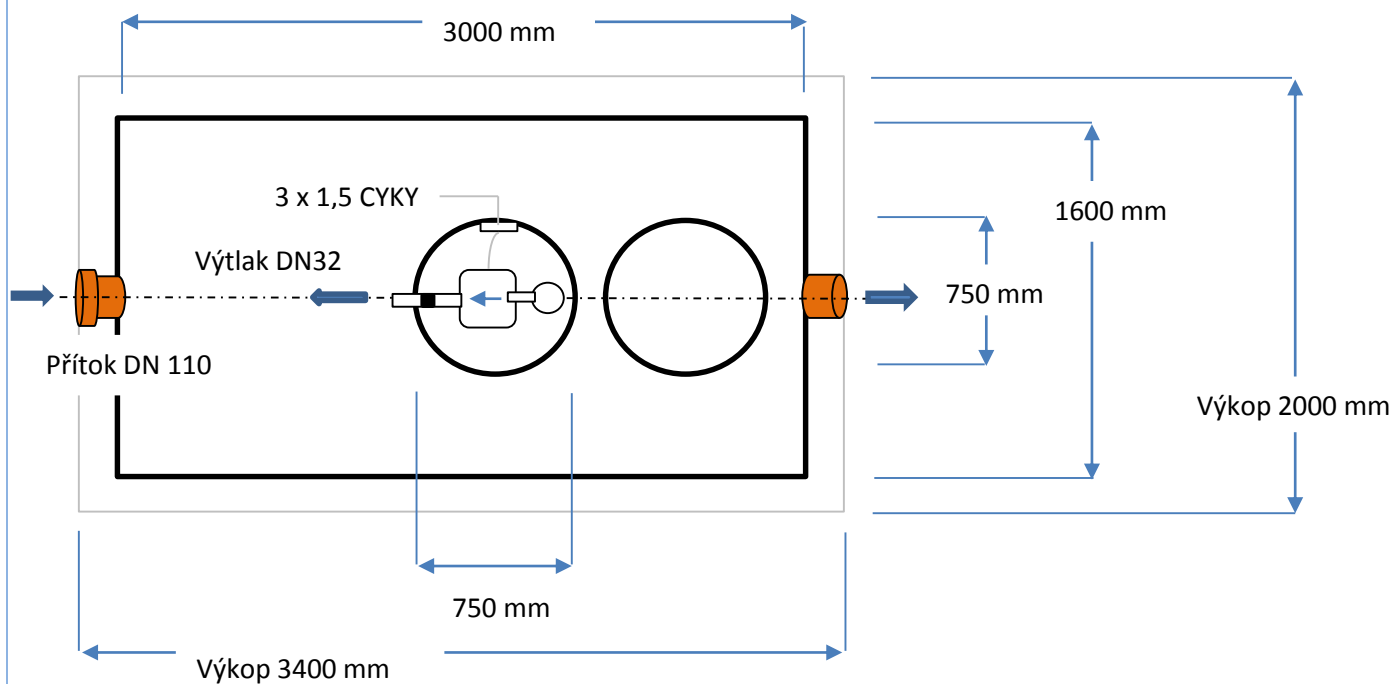 3000 mm
3 x 1,5 CYKY
1600 mm
Výtlak DN32
750 mm
Přítok DN 110
Výkop 2000 mm
750 mm
Výkop 3400 mm